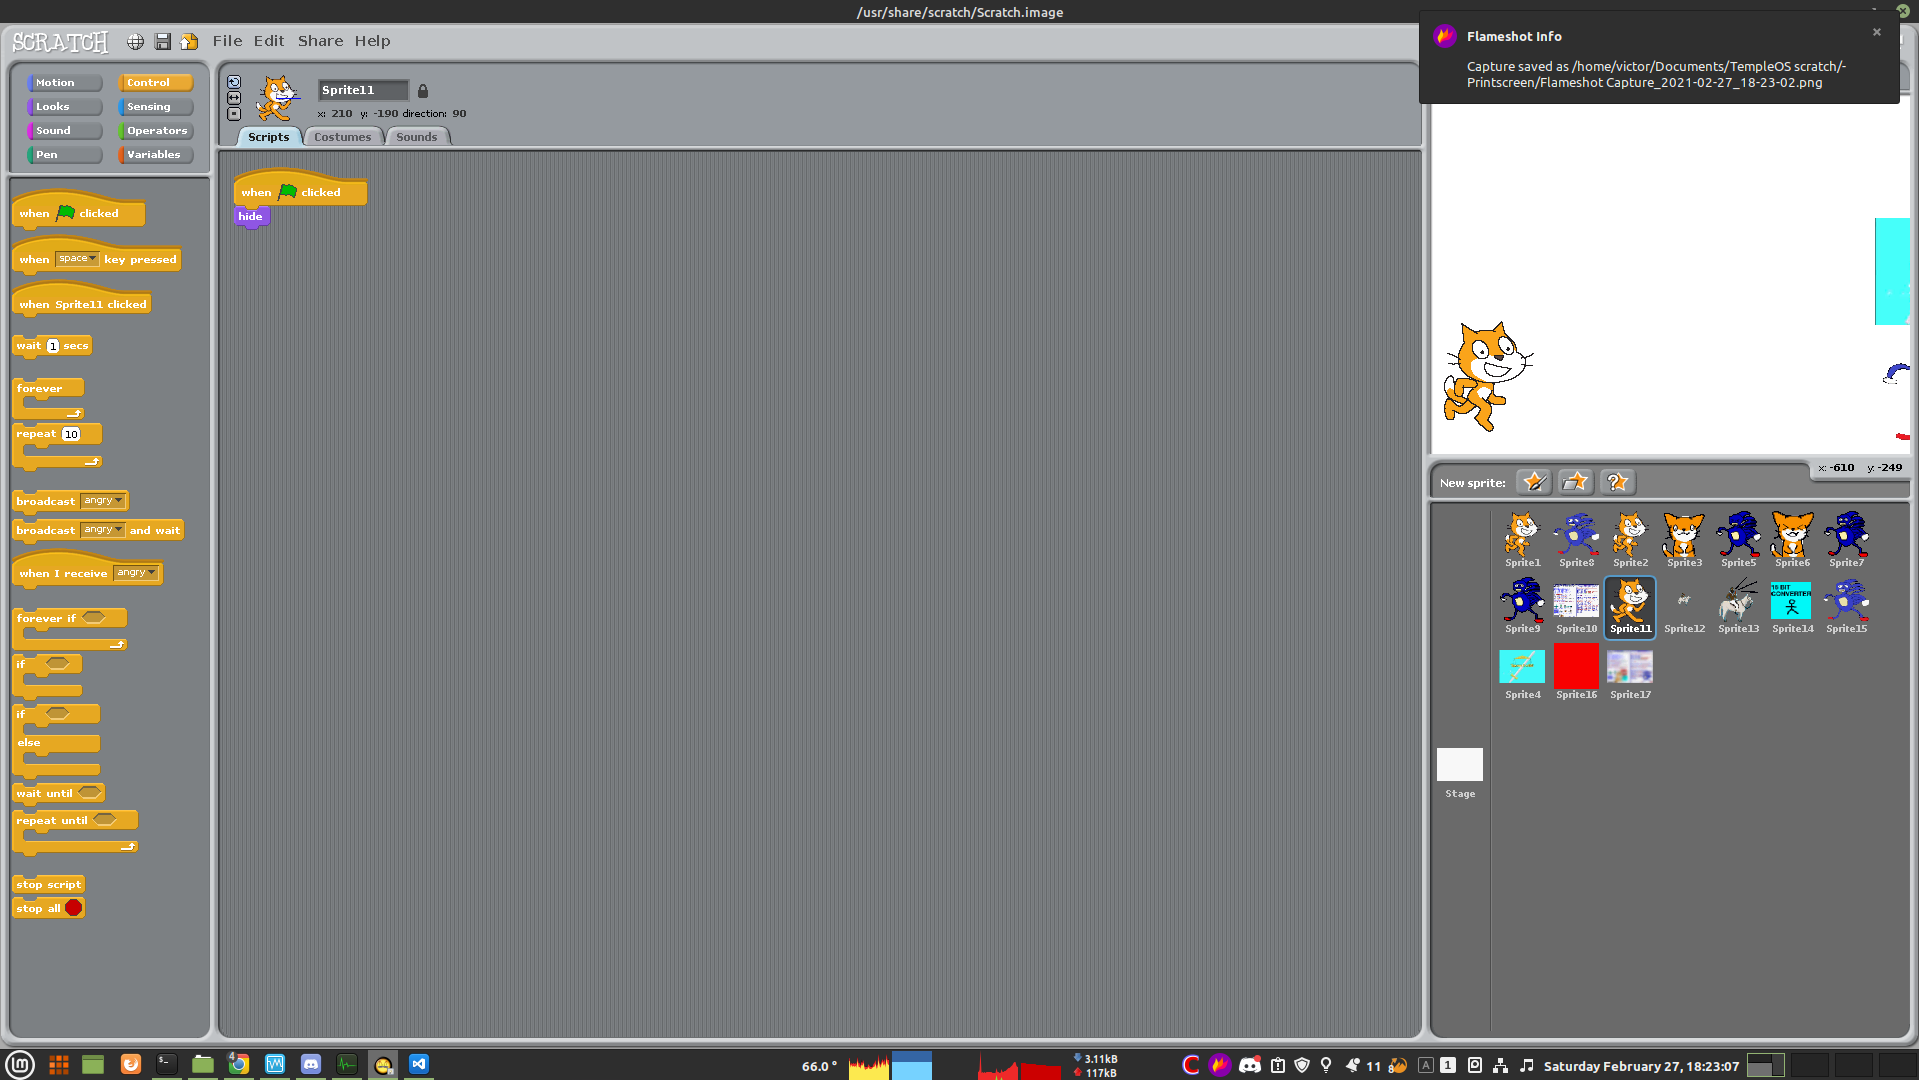 /usr/share/scratch/Scratch.image
SCRATCH
File Edit Share Help
Flameshot Info
Capture saved as /home/victor/Documents/TempleOS scratch/-
Printscreen/Flameshot Capture_2021-02-27_18-23-02.png
Motion Control
Looks Sensing
Sound Operators
Pen Variables
Sprite11
x: 210 y: -190 direction: 90
Scripts Costumes Sounds
when clicked
hide
when clicked
when space key pressed
when Sprite11 clicked
wait 1 secs
forever
repeat 10
broadcast angry
broadcast angry and wait
when I receive angry
forever if
if
if
else
wait until
repeat until
stop script
stop all
x: -610 y: -249
New sprite:
Sprite1 Sprite8 Sprite2 Sprite3 Sprite5 Sprite6 Sprite7
16 BIT
CONVERTER
Sprite9 Sprite10 Sprite11 Sprite12 Sprite13 Sprite14 Sprite15
Sprite4 Sprite16 Sprite17
Stage
4
66.0 °
3.11kB
117kB
11
A
1
Saturday February 27, 18:23:07